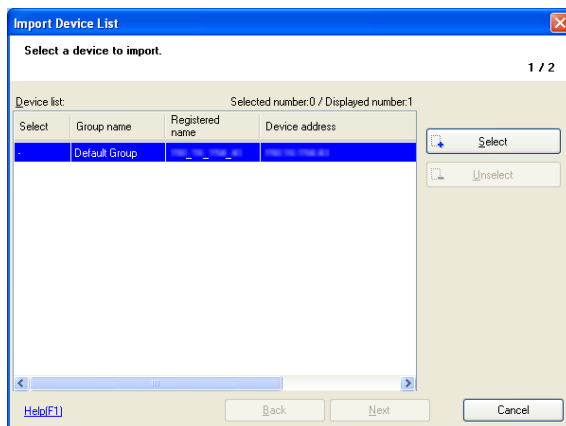 Import Device List
Select a device to import.
1 / 2
Device list:
Selected number:0 / Displayed number:1
Select Group name Registered name Device address
- Default Group
Select
Unselect
Help(F1)
Back
Next
Cancel